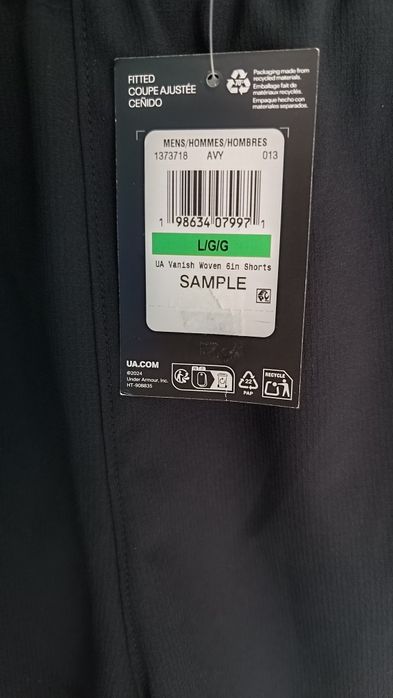 FITTED
COUPE AJUSTÉE
CEÑIDO
Packaging made from
recycled materials.
Emballage fait de
matériaux recyclés.
Empaque hecho con
materiales separados.
MENS/HOMMES/HOMBRES
1373718 AVY 013
1 98634 07997 1
L/G/G
UA Vanish Woven 6in Shorts
SAMPLE
UA.COM
©2024
Under Armour, Inc.
HT-908835
22
PAP
RECYCLE